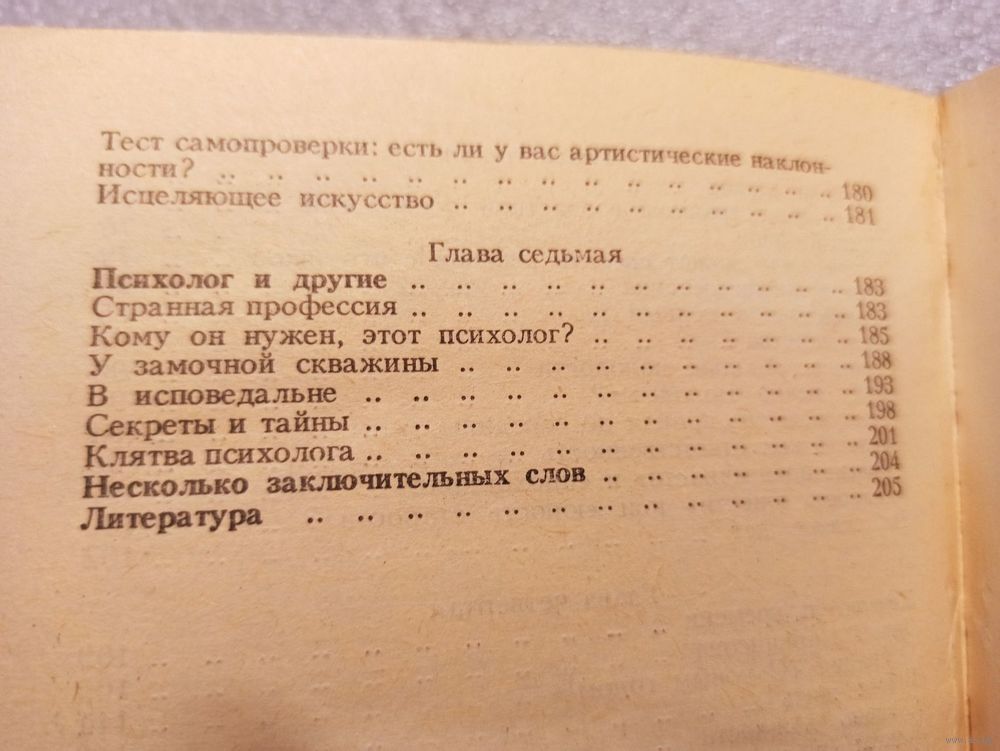 Тест самопроверки: есть ли у вас артистические наклон-
ности? .. .. .. .. .. .. .. .. .. .. .. .. .. .. 180
Исцеляющее искусство .. .. .. .. .. .. .. .. .. 181
Глава седьмая
Психолог и другие .. .. .. .. .. .. .. .. .. .. 183
Странная профессия .. .. .. .. .. .. .. .. .. .. 183
Кому он нужен, этот психолог? .. .. .. .. .. .. 185
У замочной скважины .. .. .. .. .. .. .. .. .. 188
В исповедальне .. .. .. .. .. .. .. .. .. .. .. 193
Секреты и тайны .. .. .. .. .. .. .. .. .. .. .. 198
Клятва психолога .. .. .. .. .. .. .. .. .. .. .. 201
Несколько заключительных слов .. .. .. .. .. .. 204
Литература .. .. .. .. .. .. .. .. .. .. .. .. 205